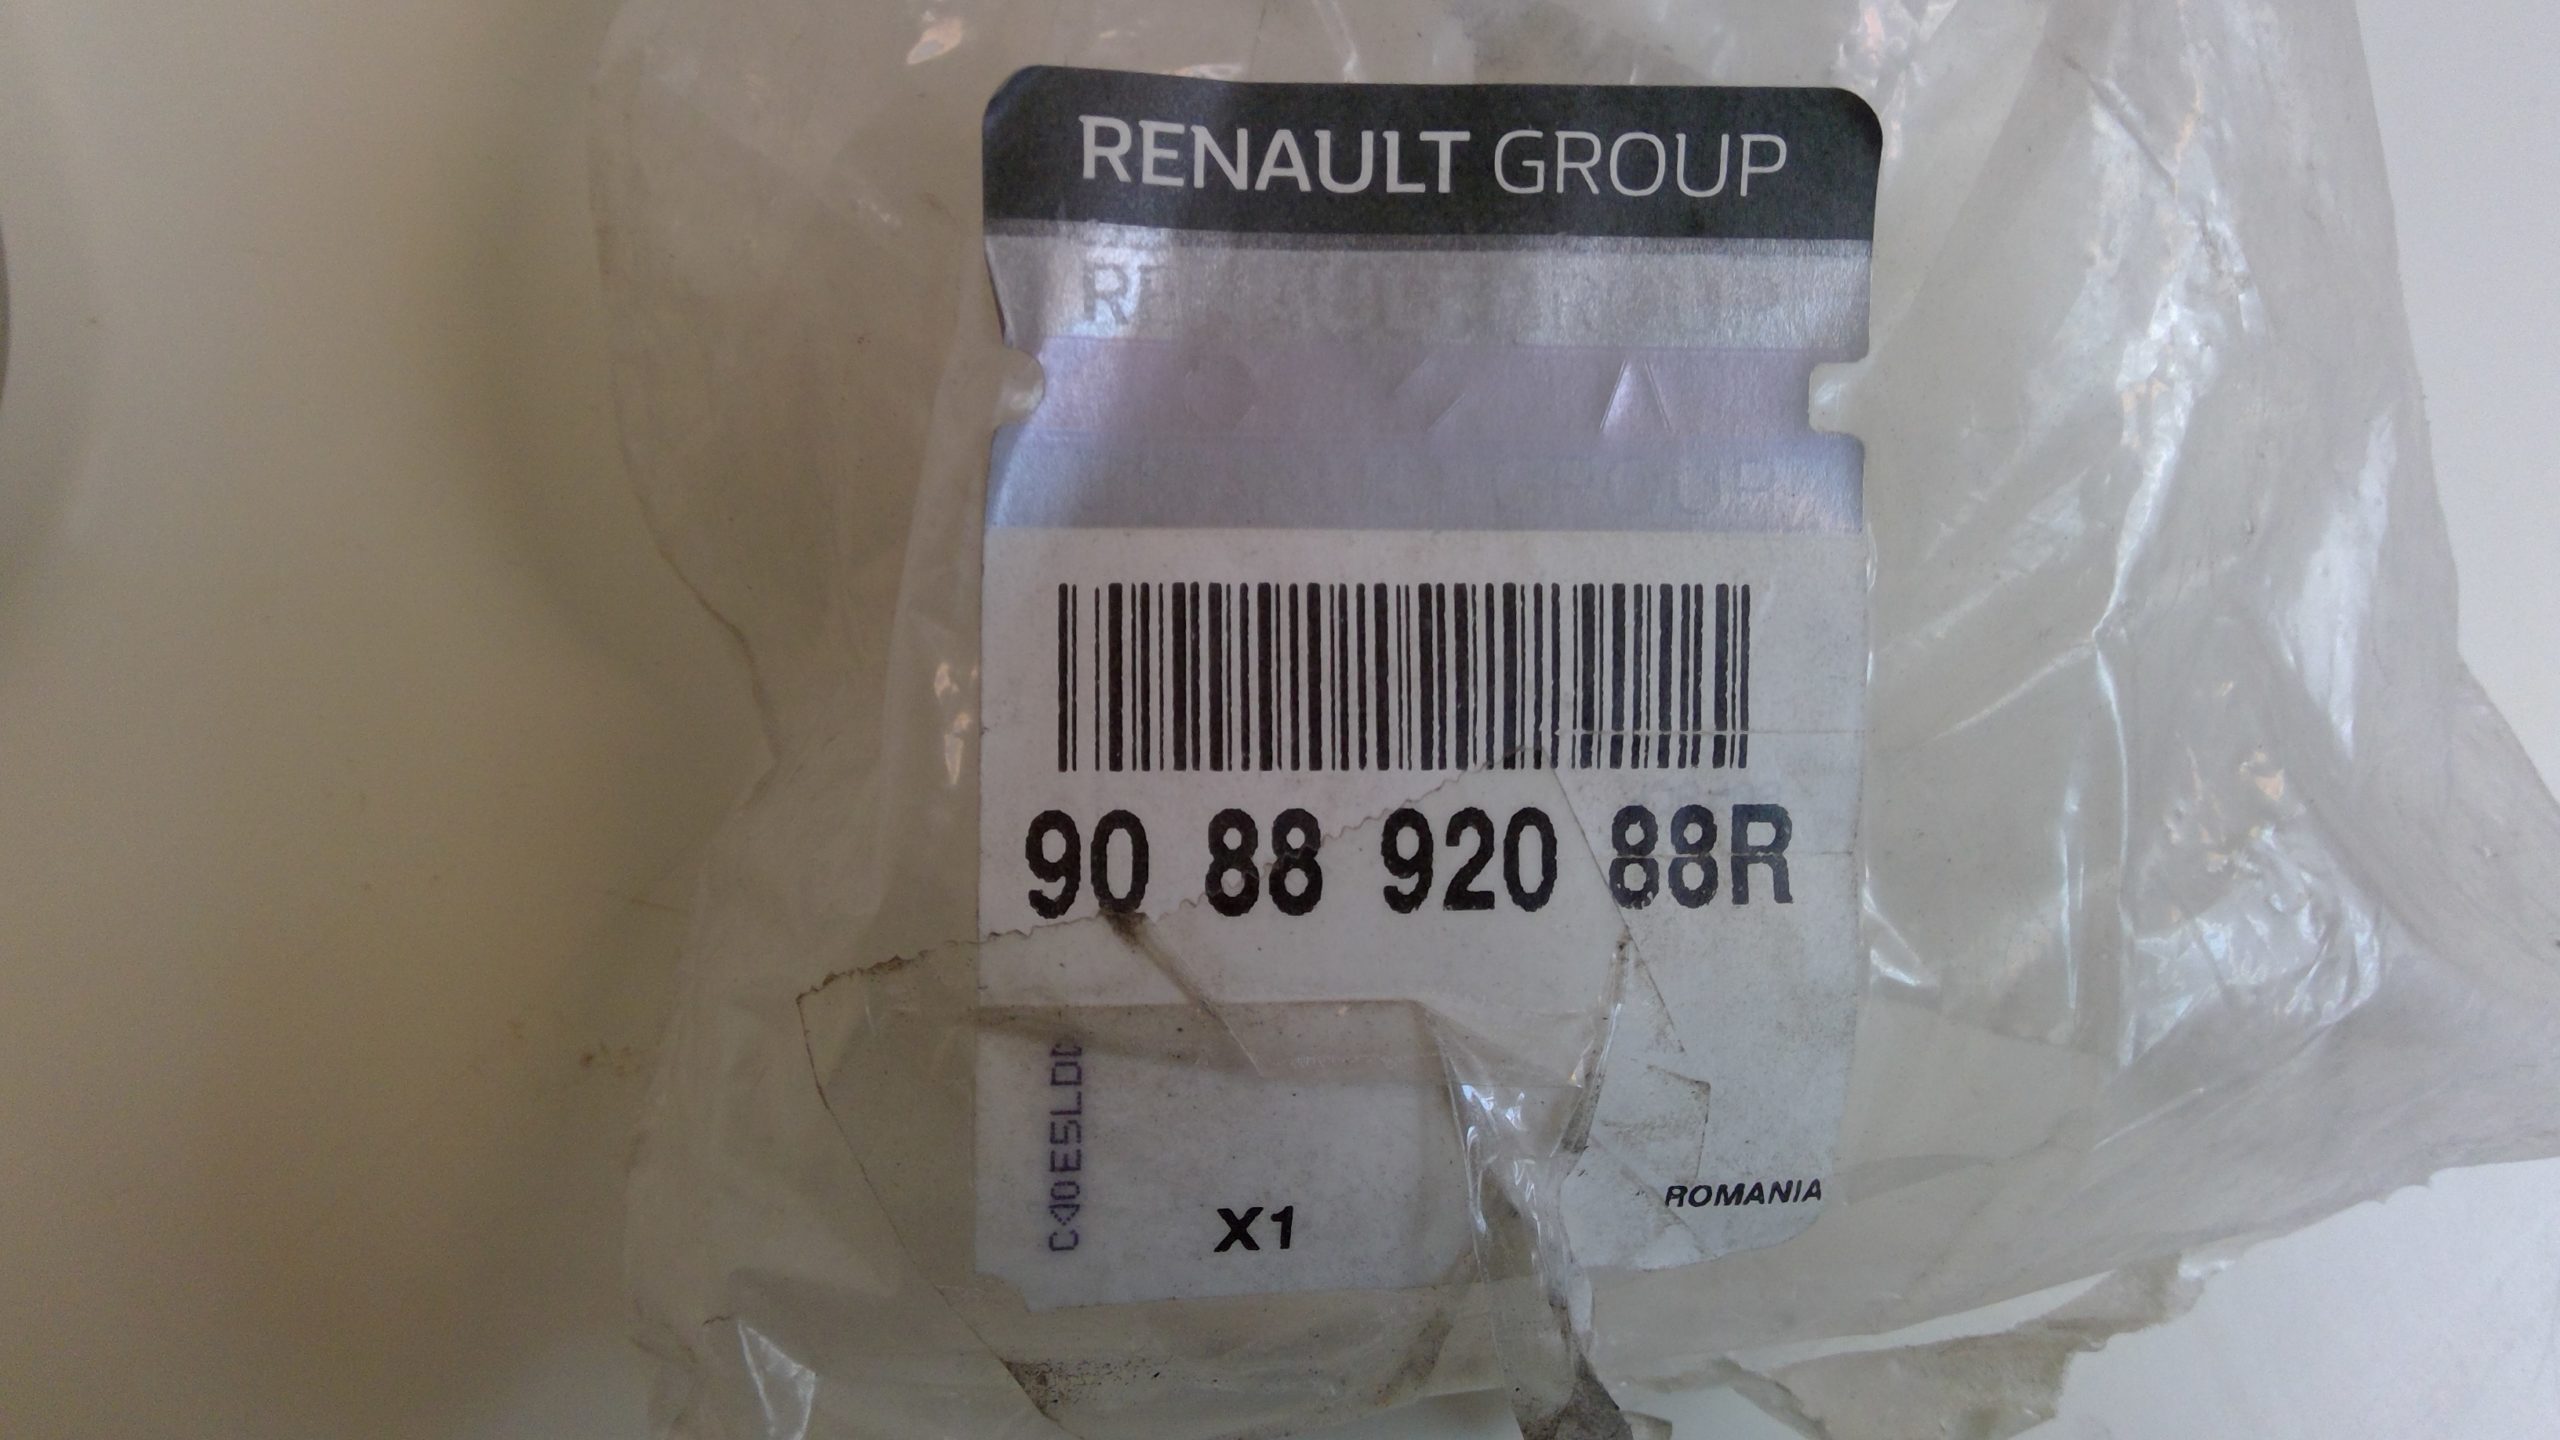 RENAULT GROUP
90 88 920 88R
X1
ROMANIA